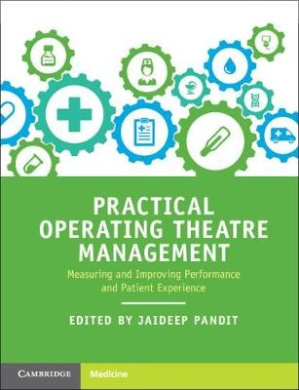 PRACTICAL
OPERATING THEATRE
MANAGEMENT
Measuring and Improving Performance
and Patient Experience
EDITED BY JAIDEEP PANDIT
CAMBRIDGE Medicine